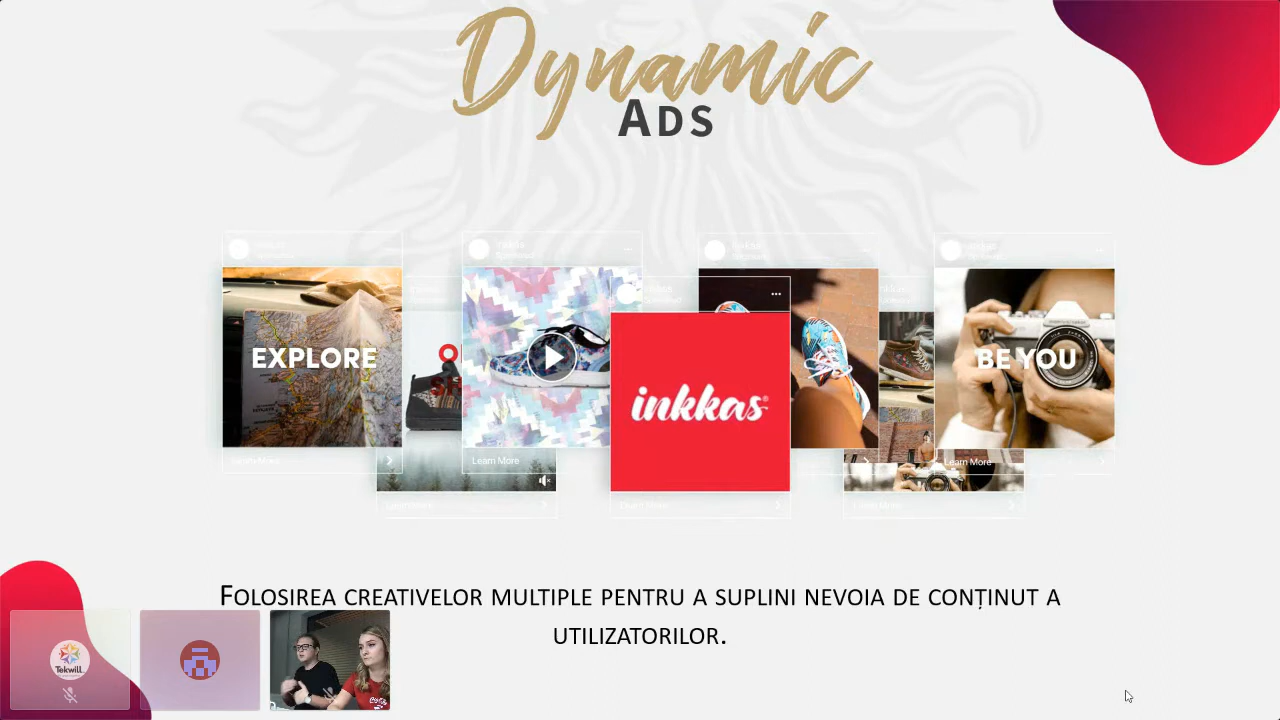 Dynamic
ADS
EXPLORE
BE YOU
inkkas®
Learn More
Learn More
FOLOSIREA CREATIVELOR MULTIPLE PENTRU A SUPLINI NEVOIA DE CONȚINUT A
UTILIZATORILOR.
Tekwill